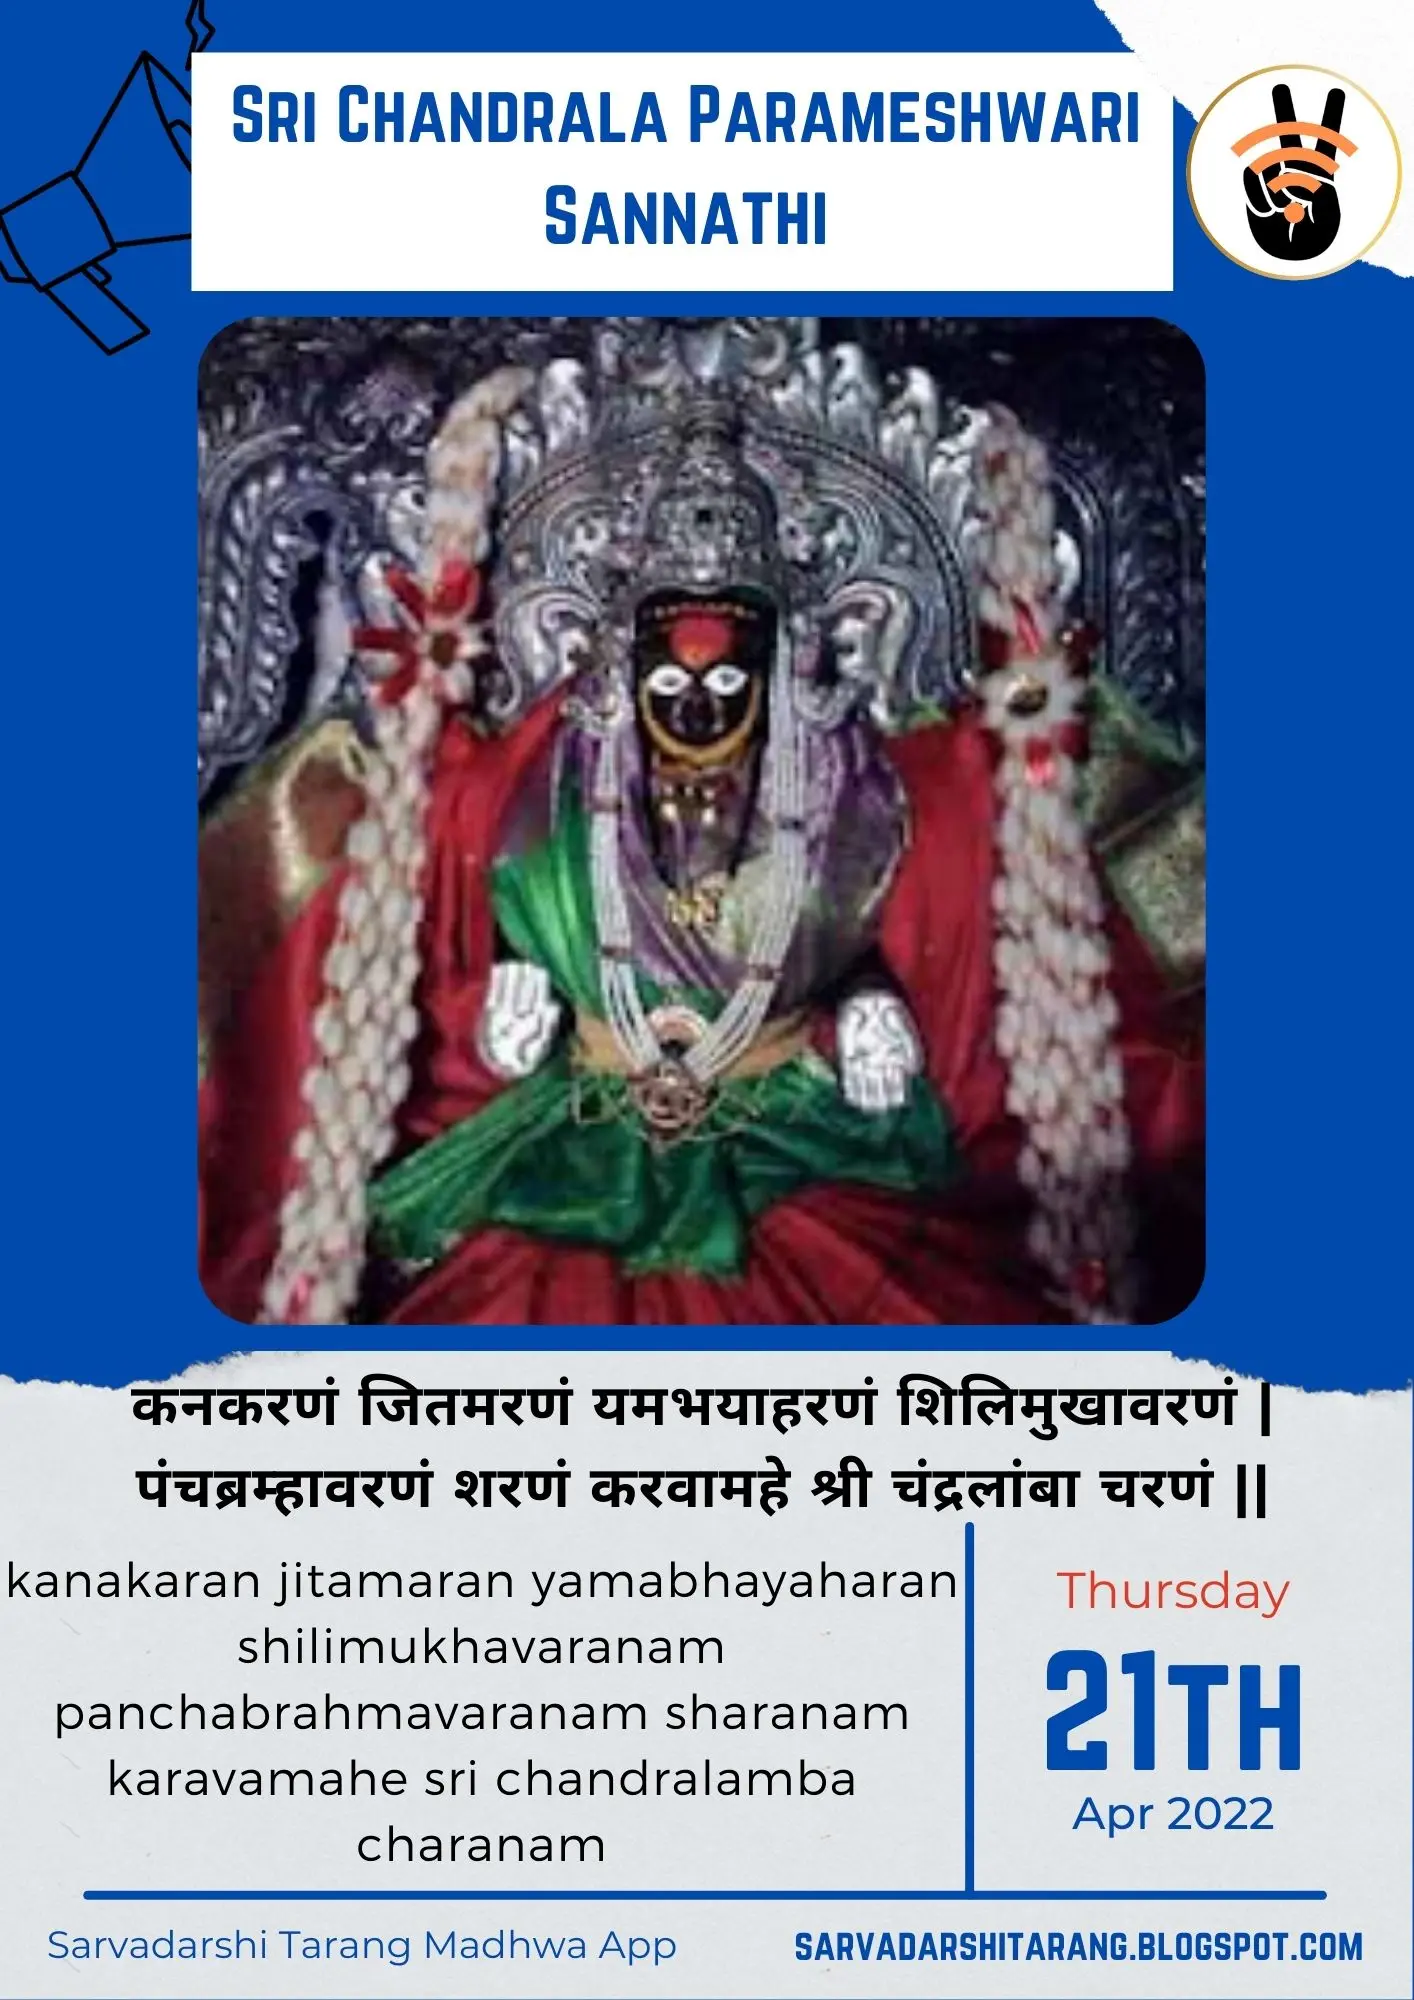 Sri Chandrala Parameshwari
Sannathi
कनकरणं जितमरणं यमभयाहरणं शिलिमुखावरणं |
पंचब्रम्हावरणं शरणं करवामहे श्री चंद्रलांबा चरणं ||
kanakaran jitamaran yamabhayaharan
shilimukhavaranam
panchabrahmavaranam sharanam
karavamahe sri chandralamba
charanam
Thursday
21th
Apr 2022
Sarvadarshi Tarang Madhwa App
sarvadarshitarang.blogspot.com